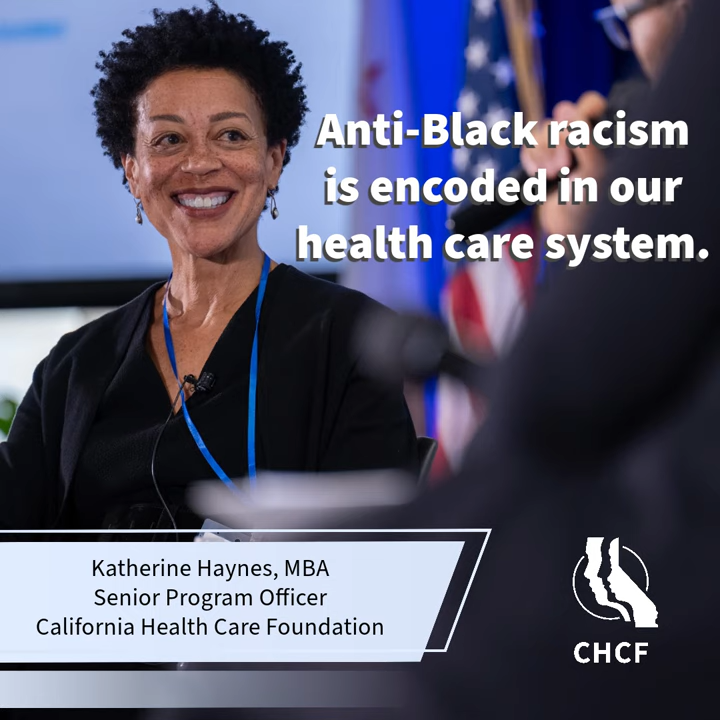 Anti-Black racism
is encoded in our
health care system.
Katherine Haynes, MBA
Senior Program Officer
California Health Care Foundation
CHCF